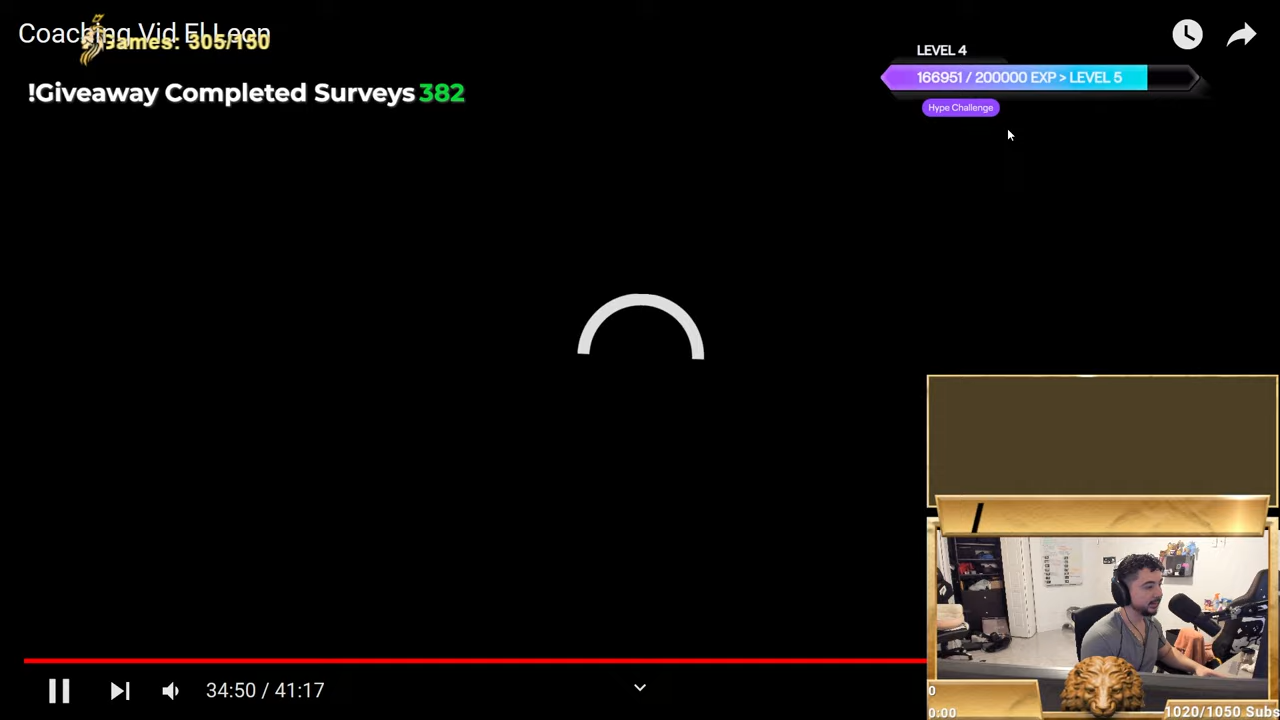 Coaching Vid El Leon
Games: 305/150
!Giveaway Completed Surveys 382
LEVEL 4
166951 / 200000 EXP > LEVEL 5
Hype Challenge
/
0
0:00
1020/1050 Subs
34:50 / 41:17